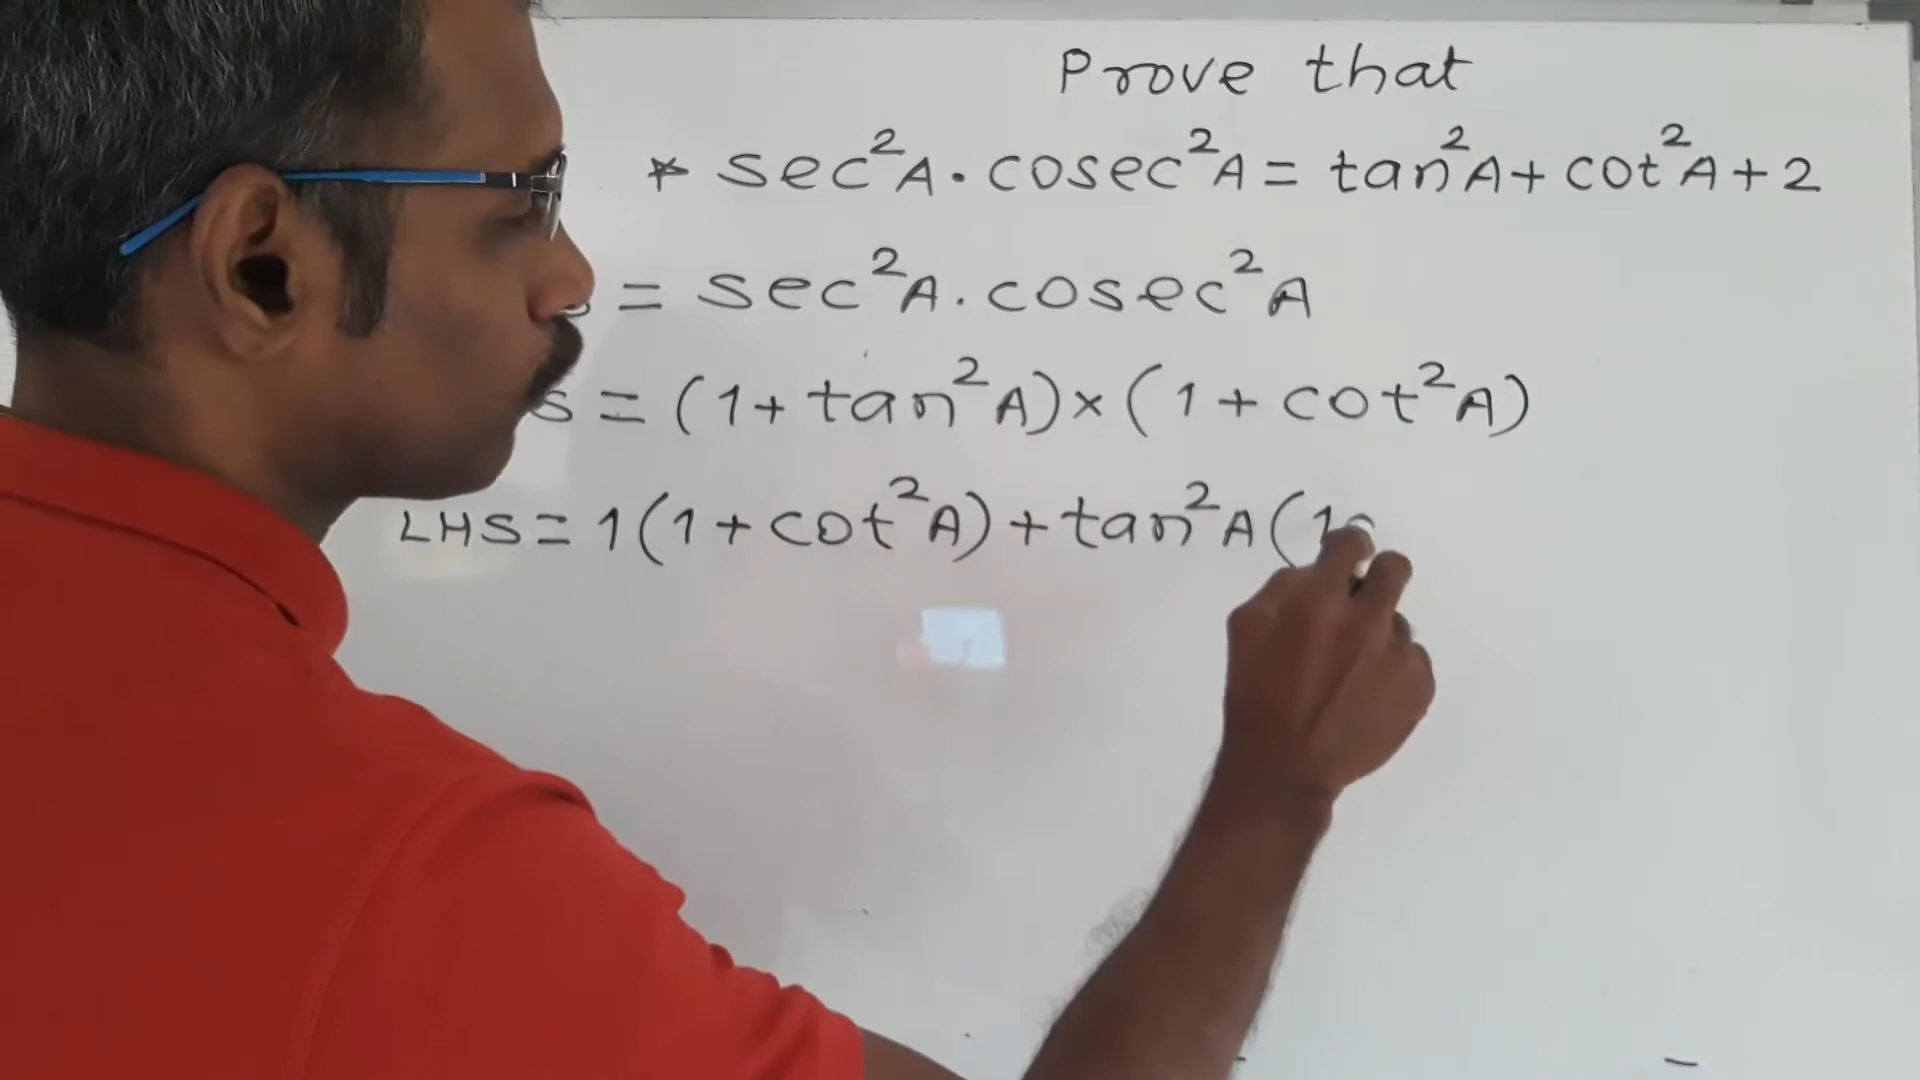 Prove that
* sec²A · cosec²A = tan²A + cot²A + 2
= sec²A . cosec²A
S = (1 + tan²A) × (1 + cot²A)
LHS = 1(1 + cot²A) + tan²A(1